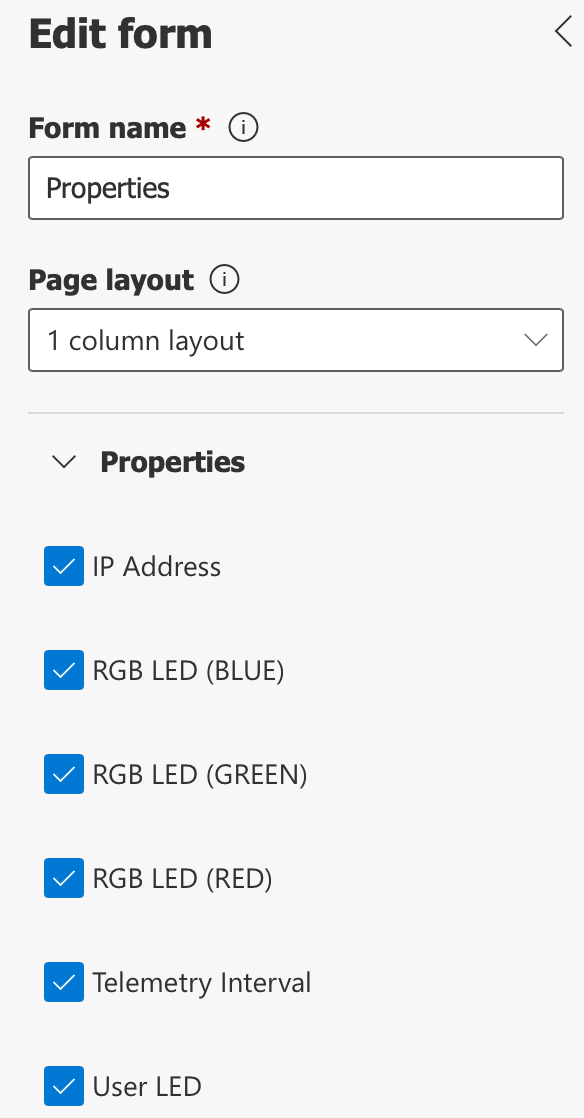 Edit form
Form name *
Properties
Page layout
1 column layout
Properties
IP Address
RGB LED (BLUE)
RGB LED (GREEN)
RGB LED (RED)
Telemetry Interval
User LED